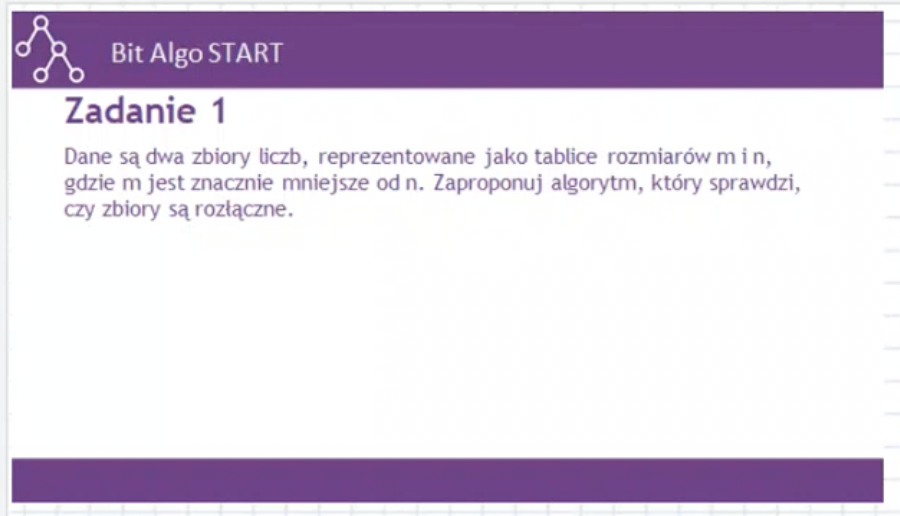 Bit Algo START
Zadanie 1
Dane są dwa zbiory liczb, reprezentowane jako tablice rozmiarów m i n,
gdzie m jest znacznie mniejsze od n. Zaproponuj algorytm, który sprawdzi,
czy zbiory są rozłączne.